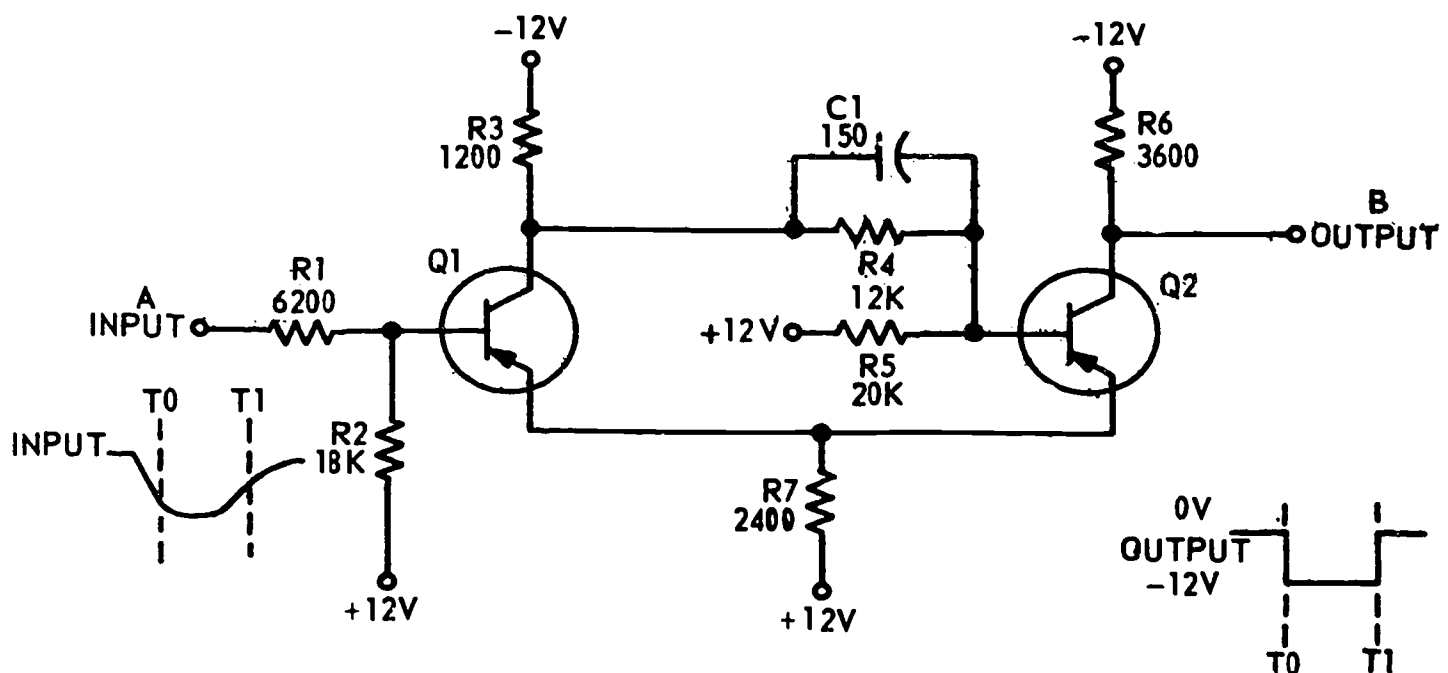 -12V
R3
1200
Q1
A
INPUT
R1
6200
R2
18K
+12V
INPUT
T0
T1
C1
150
R4
12K
+12V
R5
20K
R7
2400
+12V
-12V
R6
3600
Q2
B
OUTPUT
0V
OUTPUT
-12V
T0
T1